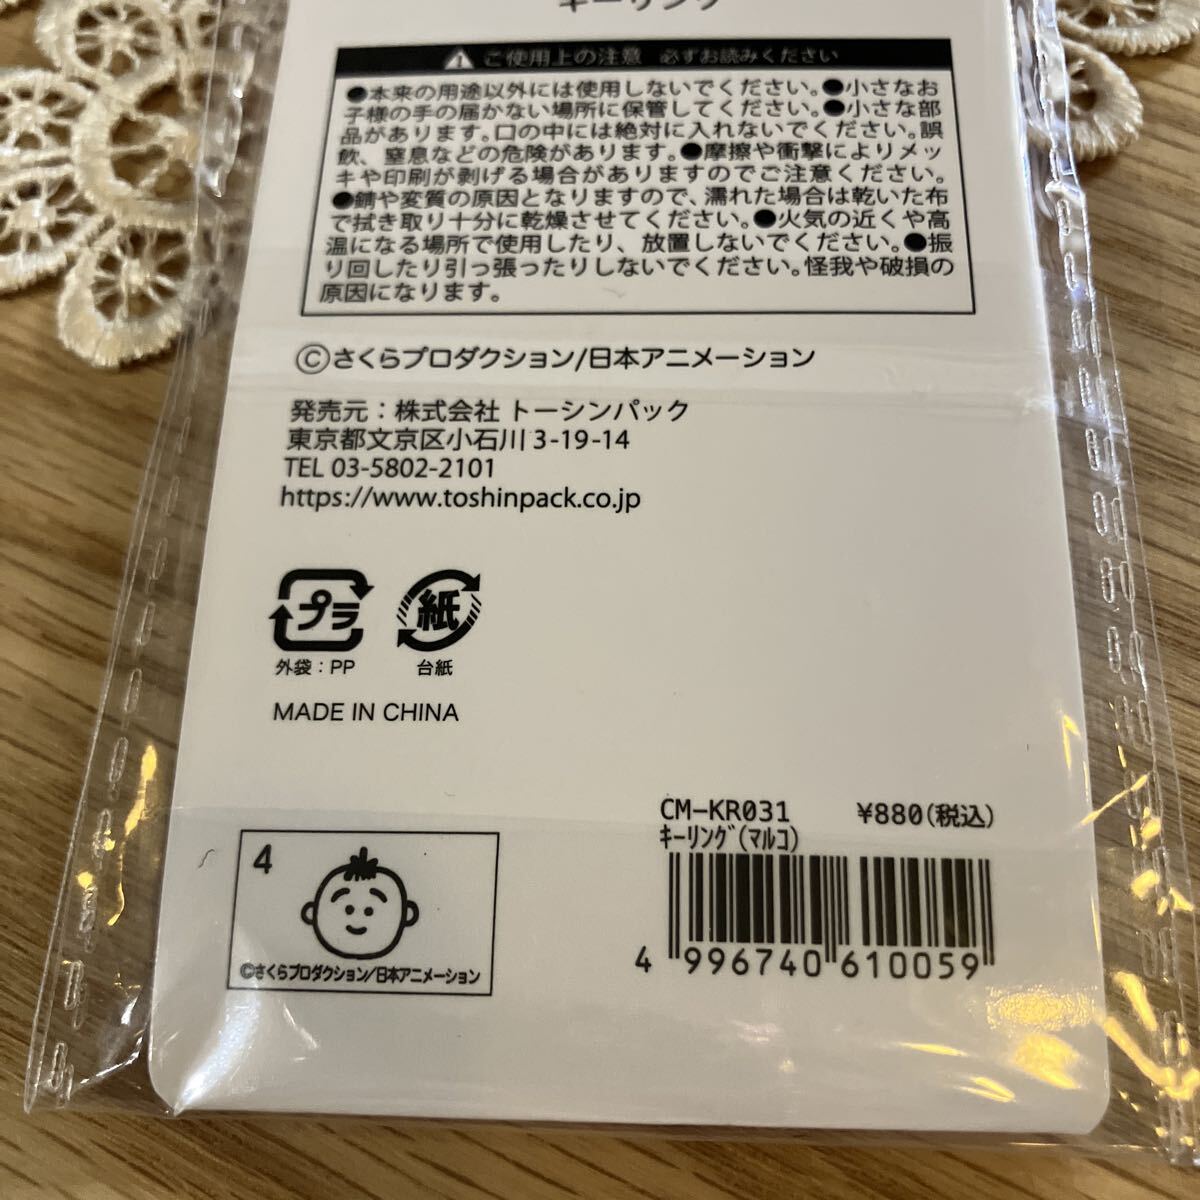 キーリング
ご使用上の注意 必ずお読みください
●本来の用途以外には使用しないでください。●小さなお
子様の手の届かない場所に保管してください。●小さな部
品があります。口の中には絶対に入れないでください。誤
飲、窒息などの危険があります。●摩擦や衝撃によりメッ
キや印刷が剥げる場合がありますのでご注意ください。
●錆や変質の原因となりますので、濡れた場合は乾いた布
で拭き取り十分に乾燥させてください。●火気の近くや高
温になる場所で使用したり、放置しないでください。●振
り回したり引っ張ったりしないでください。怪我や破損の
原因になります。
©さくらプロダクション/日本アニメーション
発売元：株式会社 トーシンパック
東京都文京区小石川 3-19-14
TEL 03-5802-2101
https://www.toshinpack.co.jp
プラ 紙
外袋：PP 台紙
MADE IN CHINA
CM-KR031 ¥880(税込)
ｷｰﾘﾝｸﾞ(ﾏﾙｺ)
4 996740 610059
4
©さくらプロダクション/日本アニメーション